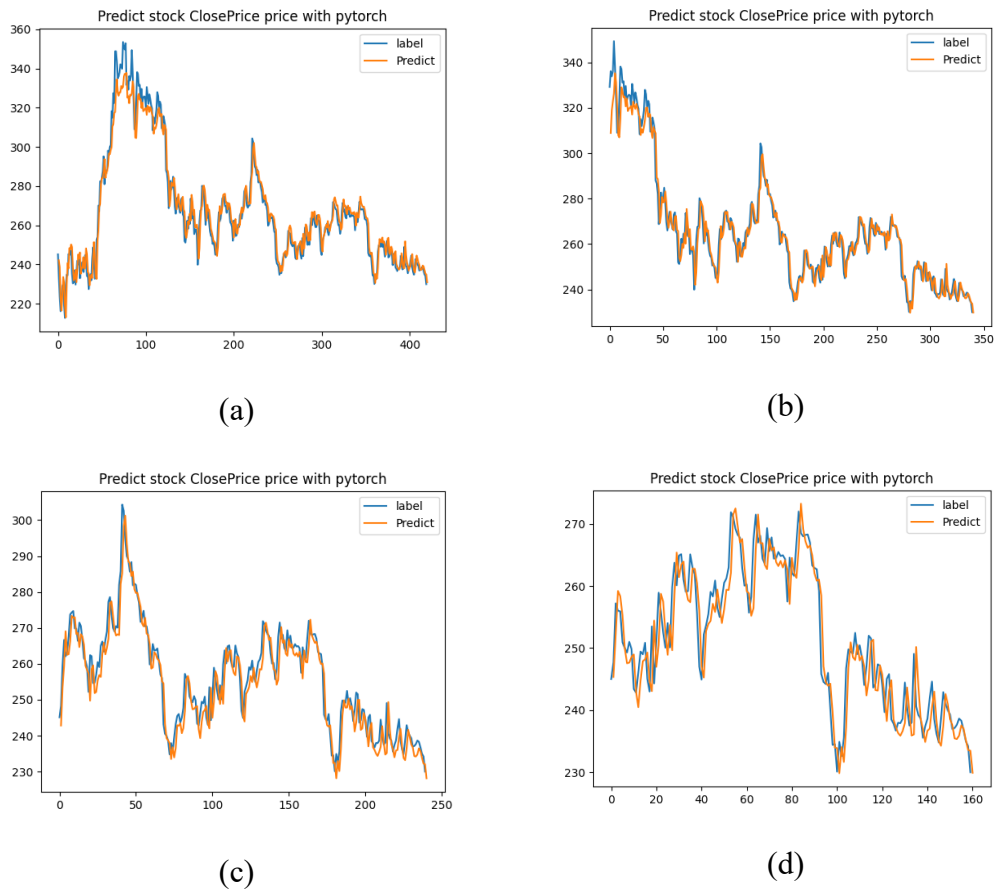 Predict stock ClosePrice price with pytorch
360
340
320
300
280
260
240
220
0 100 200 300 400
label
Predict
(a)
Predict stock ClosePrice price with pytorch
340
320
300
280
260
240
0 50 100 150 200 250 300 350
label
Predict
(b)
Predict stock ClosePrice price with pytorch
300
290
280
270
260
250
240
230
0 50 100 150 200 250
label
Predict
(c)
Predict stock ClosePrice price with pytorch
270
260
250
240
230
0 20 40 60 80 100 120 140 160
label
Predict
(d)